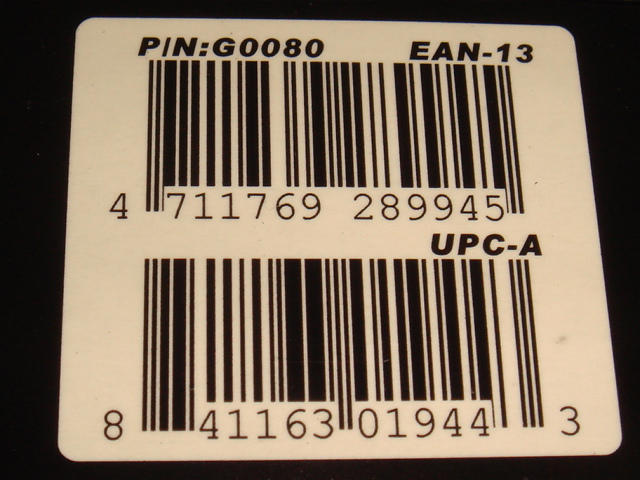 P/N:G0080 EAN-13
4 711769 289945
UPC-A
8 41163 01944 3